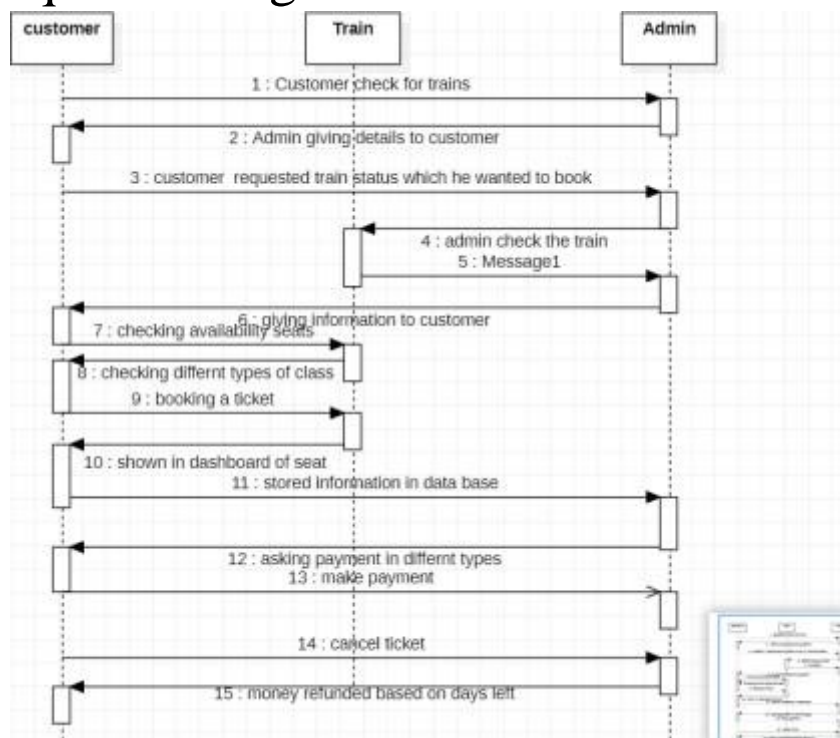 customer
Train
Admin
1 : Customer check for trains
2 : Admin giving details to customer
3 : customer requested train status which he wanted to book
4 : admin check the train
5 : Message1
6 : giving information to customer
7 : checking availability seats
8 : checking differnt types of class
9 : booking a ticket
10 : shown in dashboard of seat
11 : stored information in data base
12 : asking payment in differnt types
13 : make payment
14 : cancel ticket
15 : money refunded based on days left